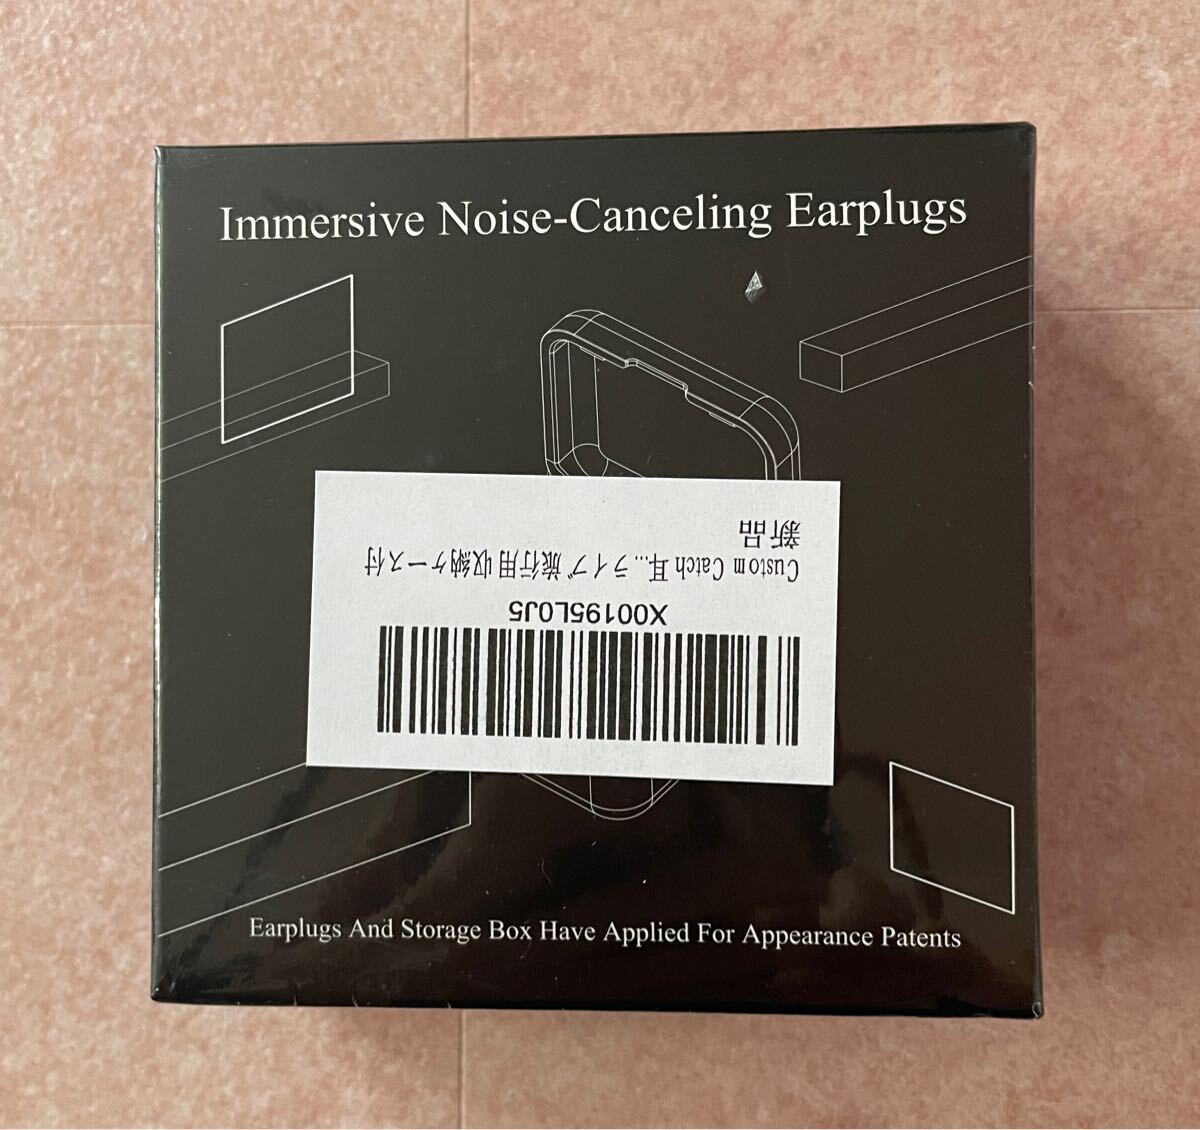 Immersive Noise-Canceling Earplugs
X00195L0J5
Custom Catch 耳...ライブ 旅行用 収納ケース付
新品
Earplugs And Storage Box Have Applied For Appearance Patents